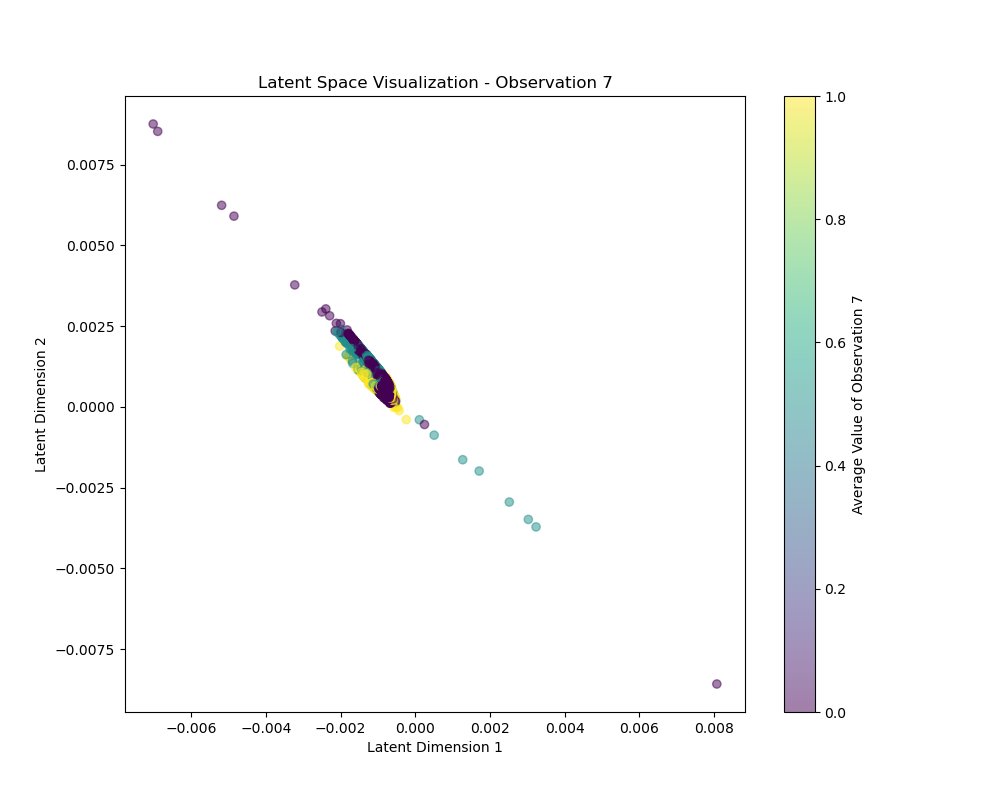 Latent Space Visualization - Observation 7
1.0
0.8
0.6
0.4
0.2
0.0
Average Value of Observation 7
0.0075
0.0050
0.0025
0.0000
−0.0025
−0.0050
−0.0075
Latent Dimension 2
−0.006 −0.004 −0.002 0.000 0.002 0.004 0.006 0.008
Latent Dimension 1